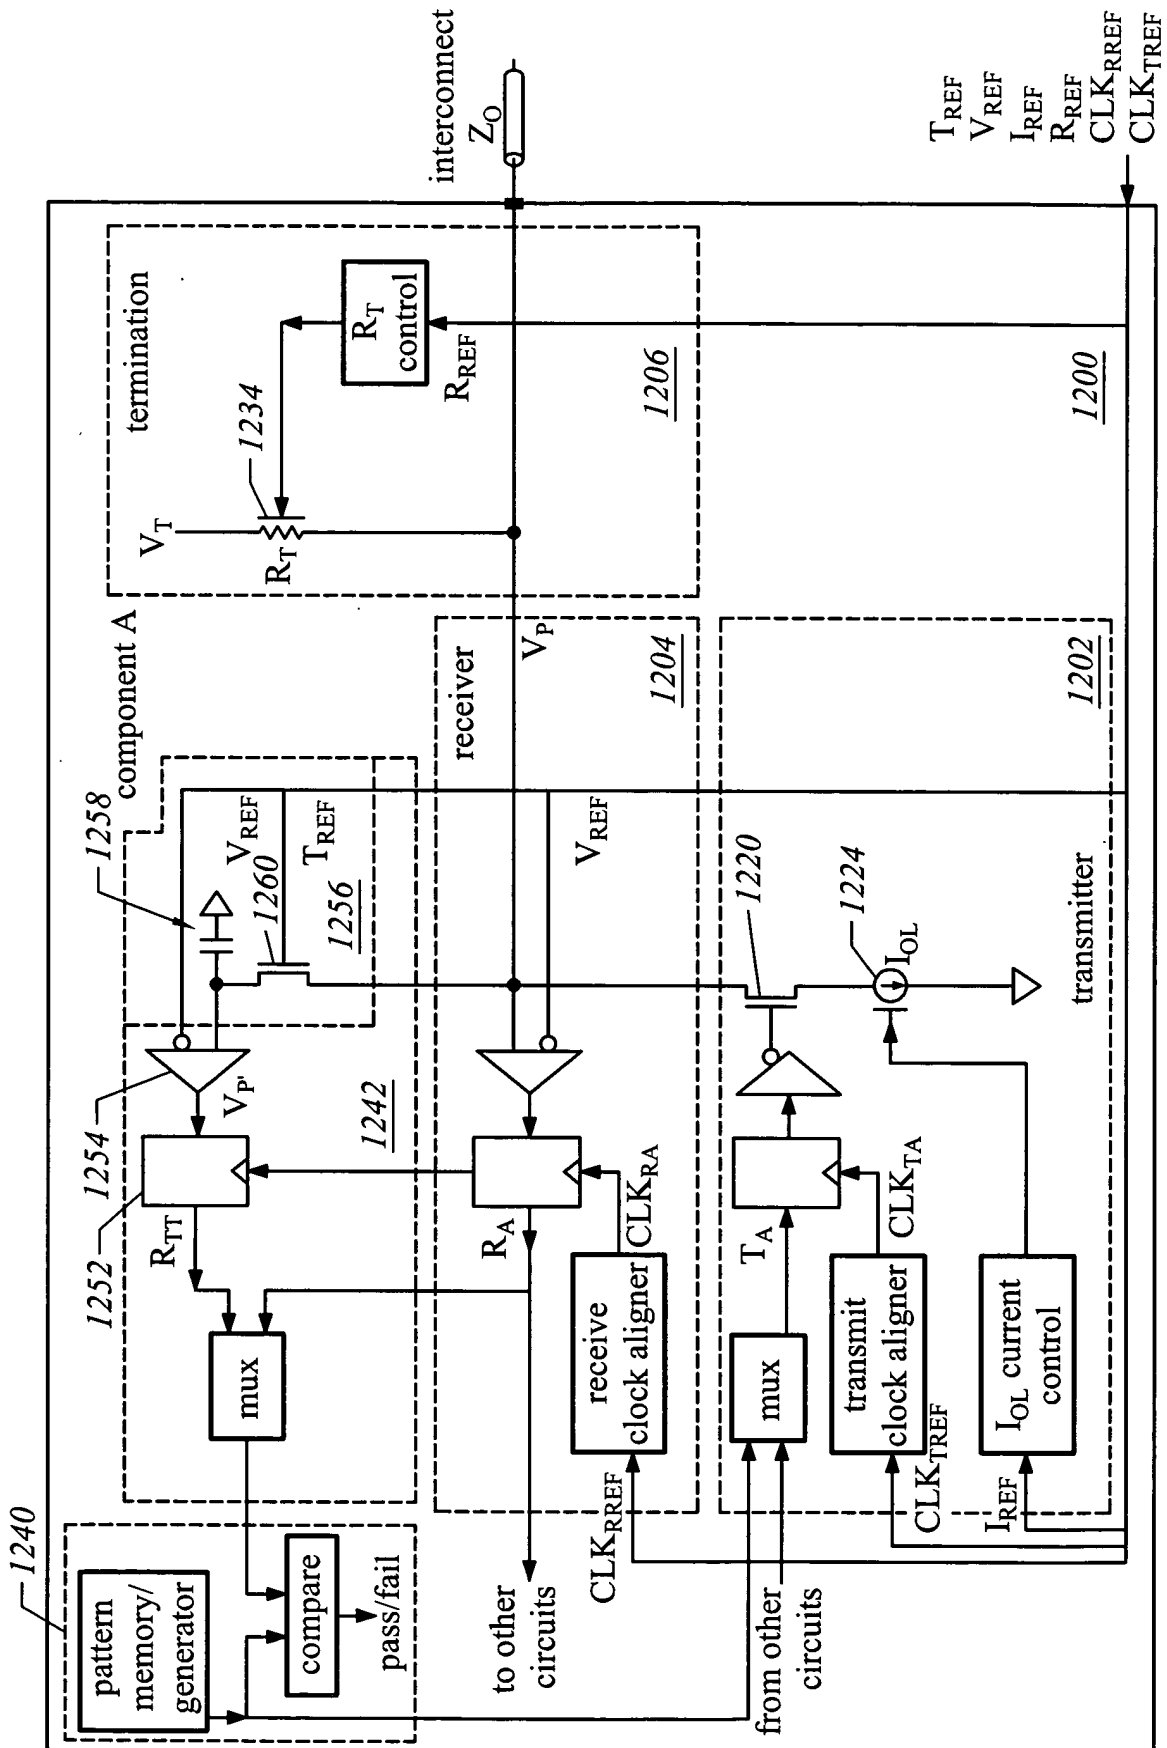 1240
pattern
memory/
generator
compare
pass/fail
mux
1252
1254
R_TT
V_P'
1242
1258
component A
V_REF
1260
T_REF
1256
termination
V_T
1234
R_T
R_T
control
R_REF
1206
interconnect
Z_O
receiver
V_P
1204
V_REF
R_A
CLK_RA
receive
clock aligner
CLK_RREF
to other
circuits
from other
circuits
mux
T_A
transmit
clock aligner
CLK_TA
CLK_TREF
I_OL current
control
I_REF
1220
1224
I_OL
transmitter
1202
1200
T_REF
V_REF
I_REF
R_REF
CLK_RREF
CLK_TREF